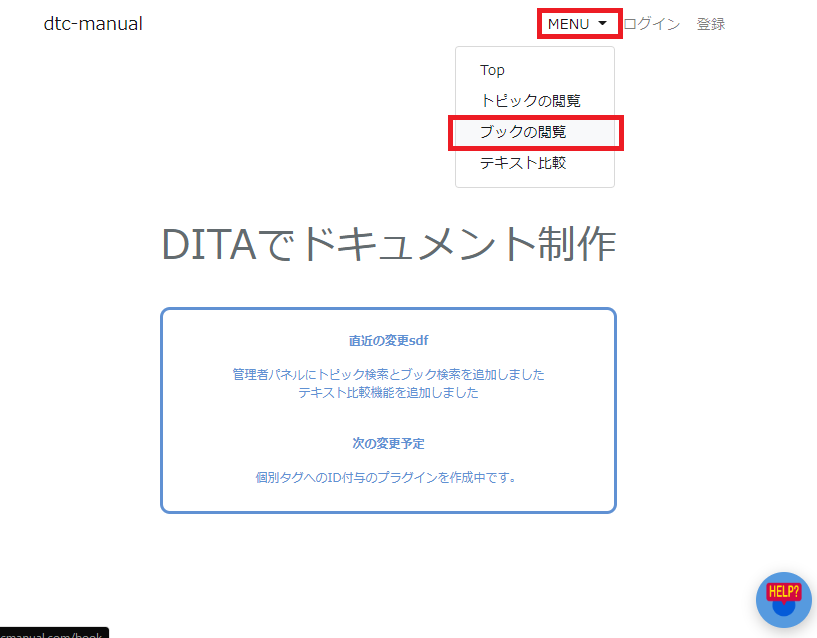 dtc-manual
MENU
ログイン
登録
Top
トピックの閲覧
ブックの閲覧
テキスト比較
DITAでドキュメント制作
直近の変更sdf
管理者パネルにトピック検索とブック検索を追加しました
テキスト比較機能を追加しました
次の変更予定
個別タグへのID付与のプラグインを作成中です。
HELP?
cmanual.com/book